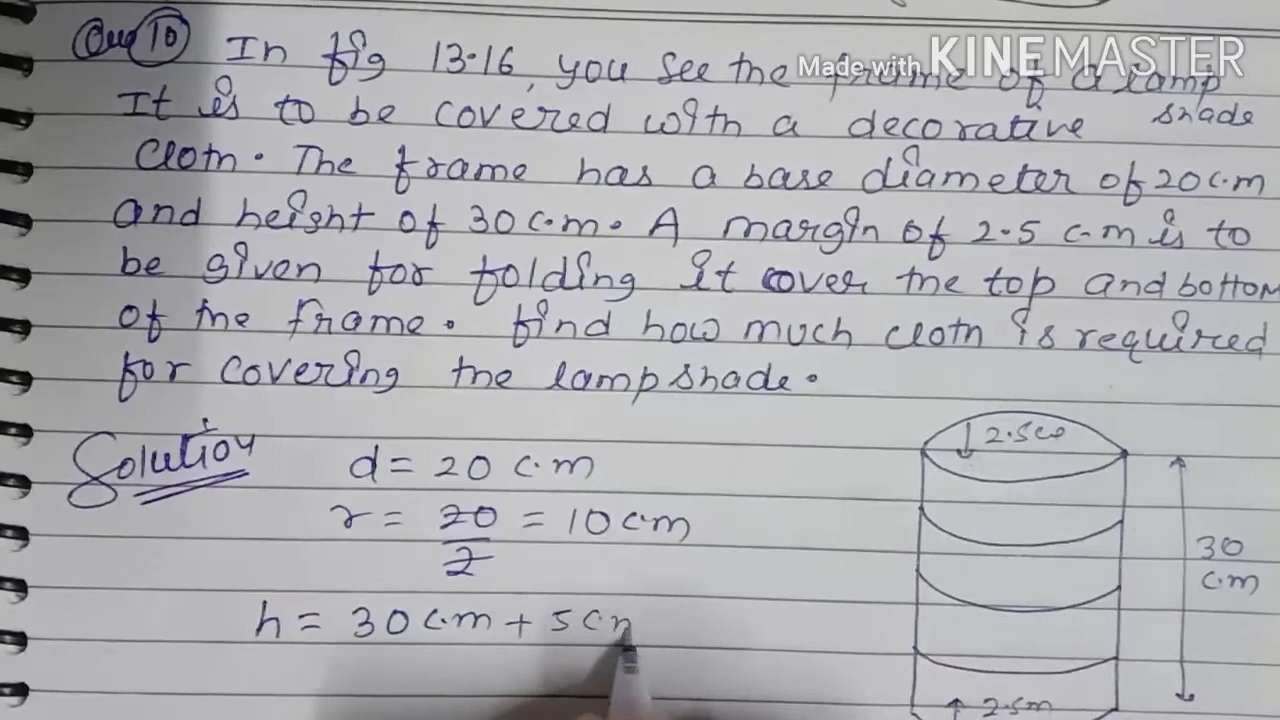 Que 10 In fig 13.16, you see the frame of a lamp
shade
It is to be covered with a decorative
cloth. The frame has a base diameter of 20 c.m
and height of 30 c.m. A margin of 2.5 c.m is to
be given for folding it over the top and bottom
of the frame. find how much cloth is required
for covering the lampshade.
Solution d = 20 c.m
r = 20/2 = 10 c.m
h = 30 c.m + 5 c.m
2.5 c.m
30
c.m
2.5m
Made with KINEMASTER